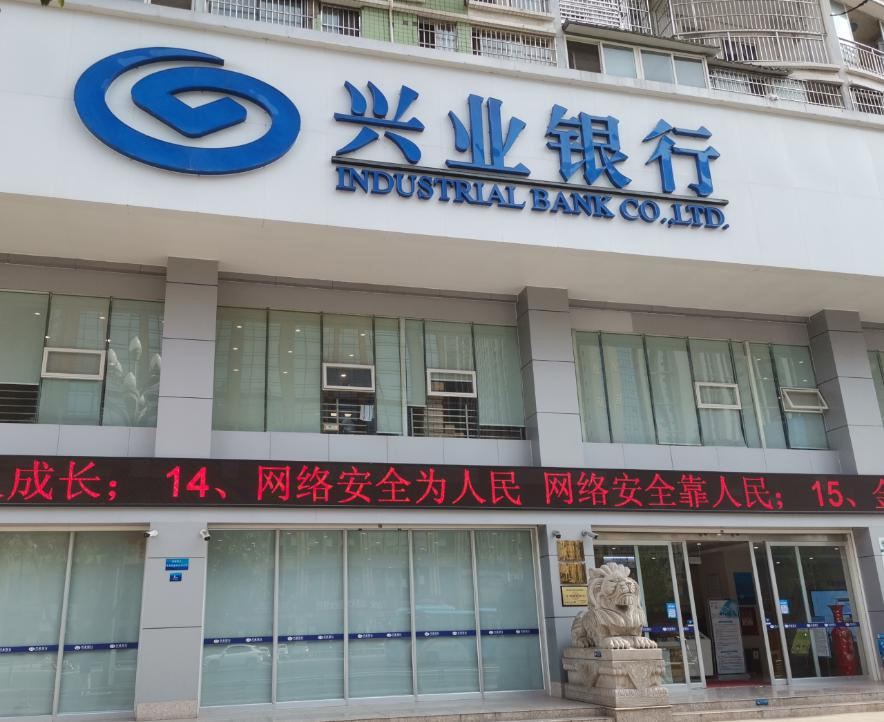 兴业银行
INDUSTRIAL BANK CO.,LTD.
成长； 14、网络安全为人民 网络安全靠人民；15、金